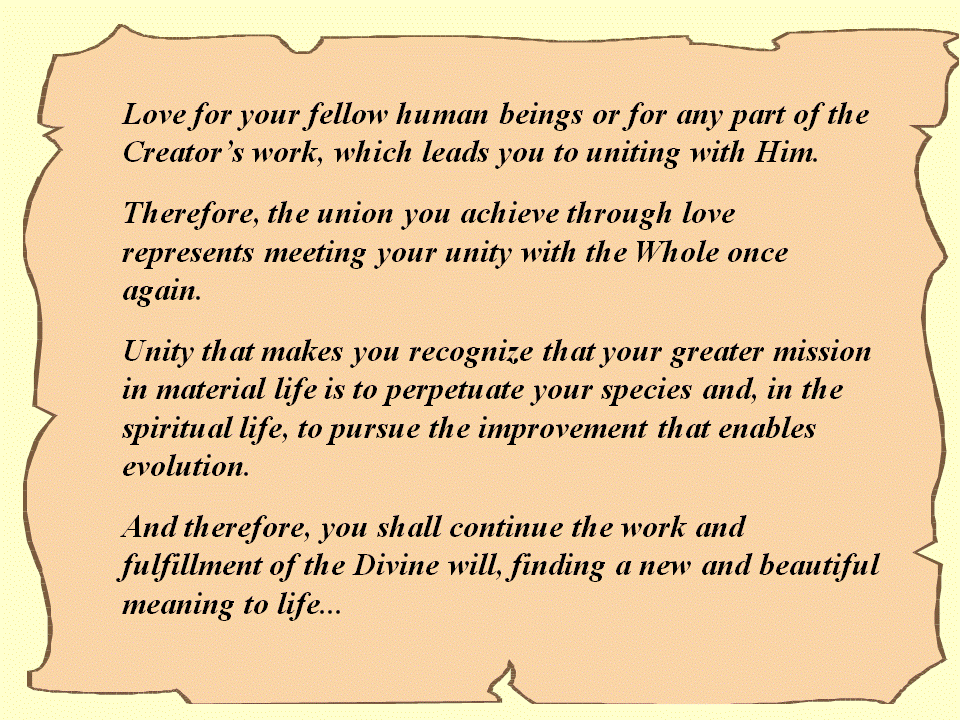 Love for your fellow human beings or for any part of the
Creator’s work, which leads you to uniting with Him.
Therefore, the union you achieve through love
represents meeting your unity with the Whole once
again.
Unity that makes you recognize that your greater mission
in material life is to perpetuate your species and, in the
spiritual life, to pursue the improvement that enables
evolution.
And therefore, you shall continue the work and
fulfillment of the Divine will, finding a new and beautiful
meaning to life...